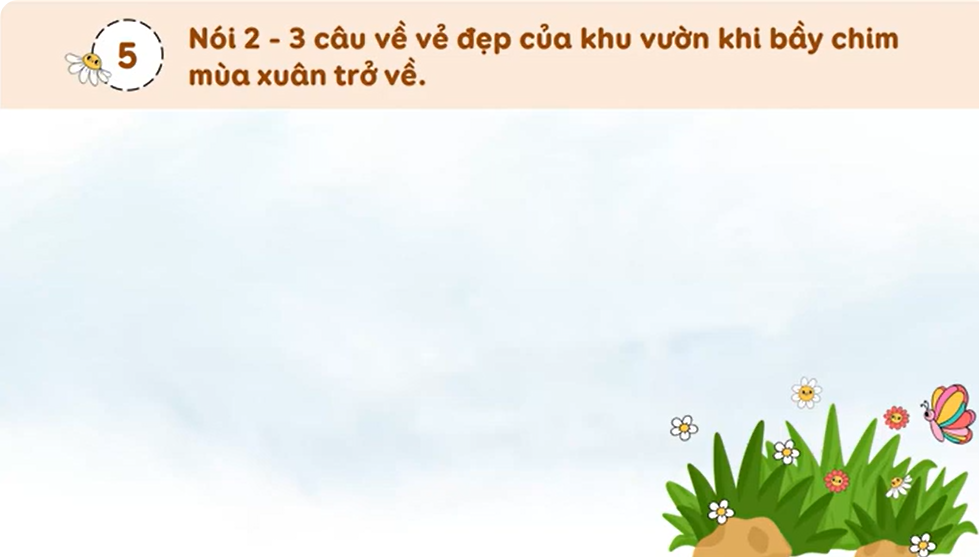 5
Nói 2 - 3 câu về vẻ đẹp của khu vườn khi bầy chim
mùa xuân trở về.